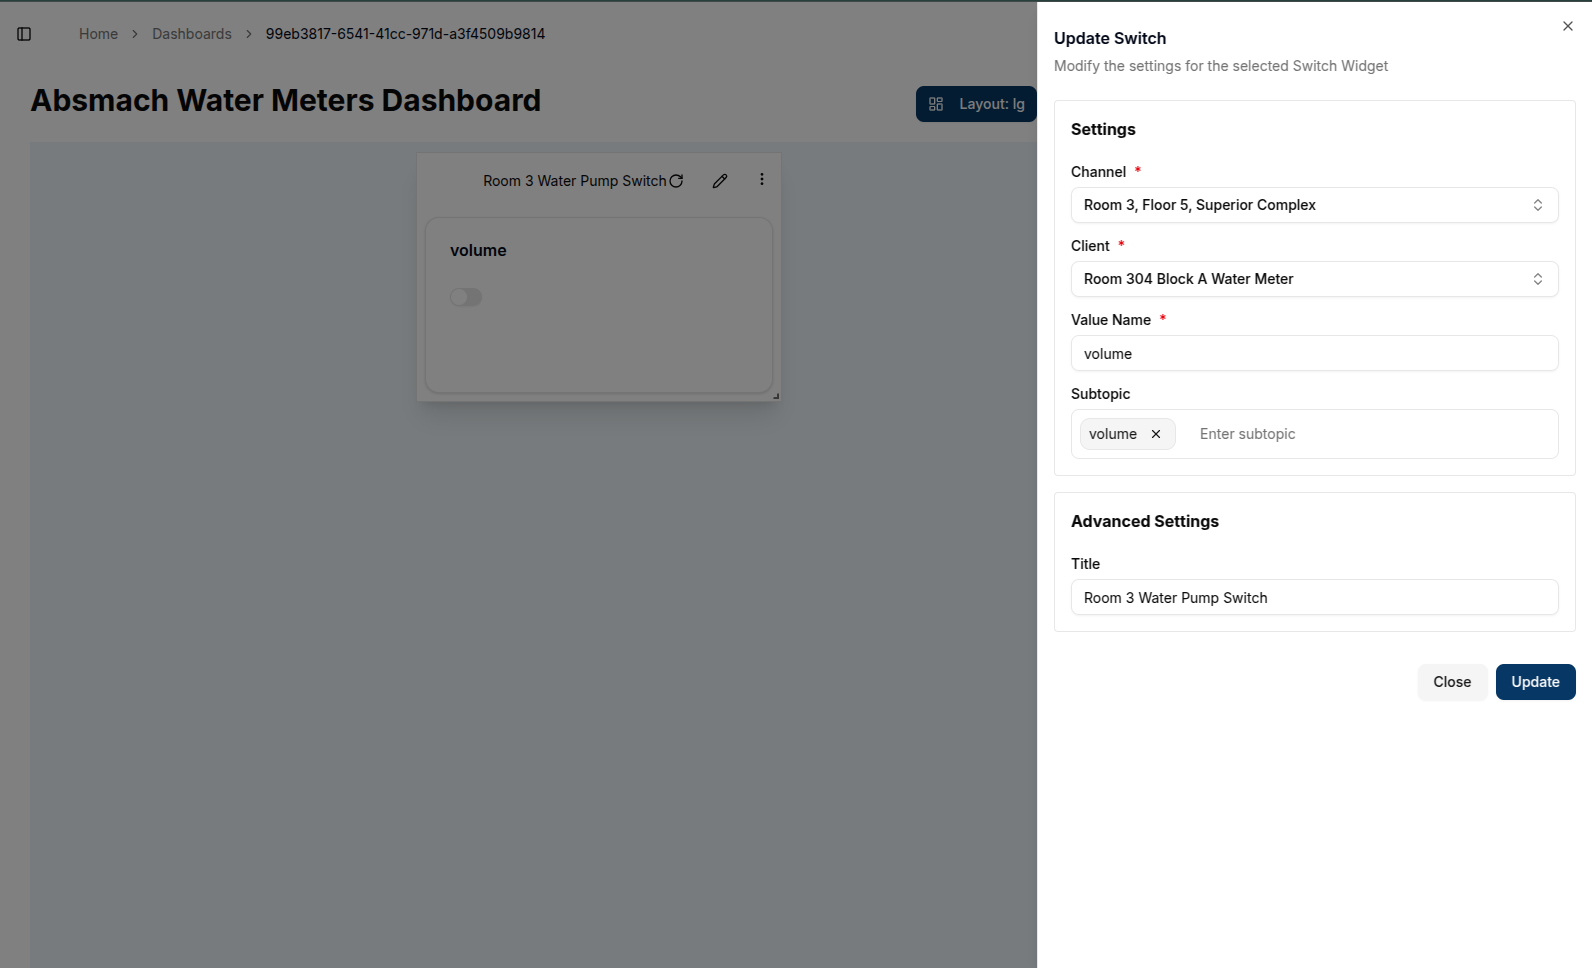 Home > Dashboards > 99eb3817-6541-41cc-971d-a3f4509b9814
Absmach Water Meters Dashboard
Layout: lg
Room 3 Water Pump Switch
volume
Update Switch
Modify the settings for the selected Switch Widget
Settings
Channel *
Room 3, Floor 5, Superior Complex
Client *
Room 304 Block A Water Meter
Value Name *
volume
Subtopic
volume Enter subtopic
Advanced Settings
Title
Room 3 Water Pump Switch
Close Update